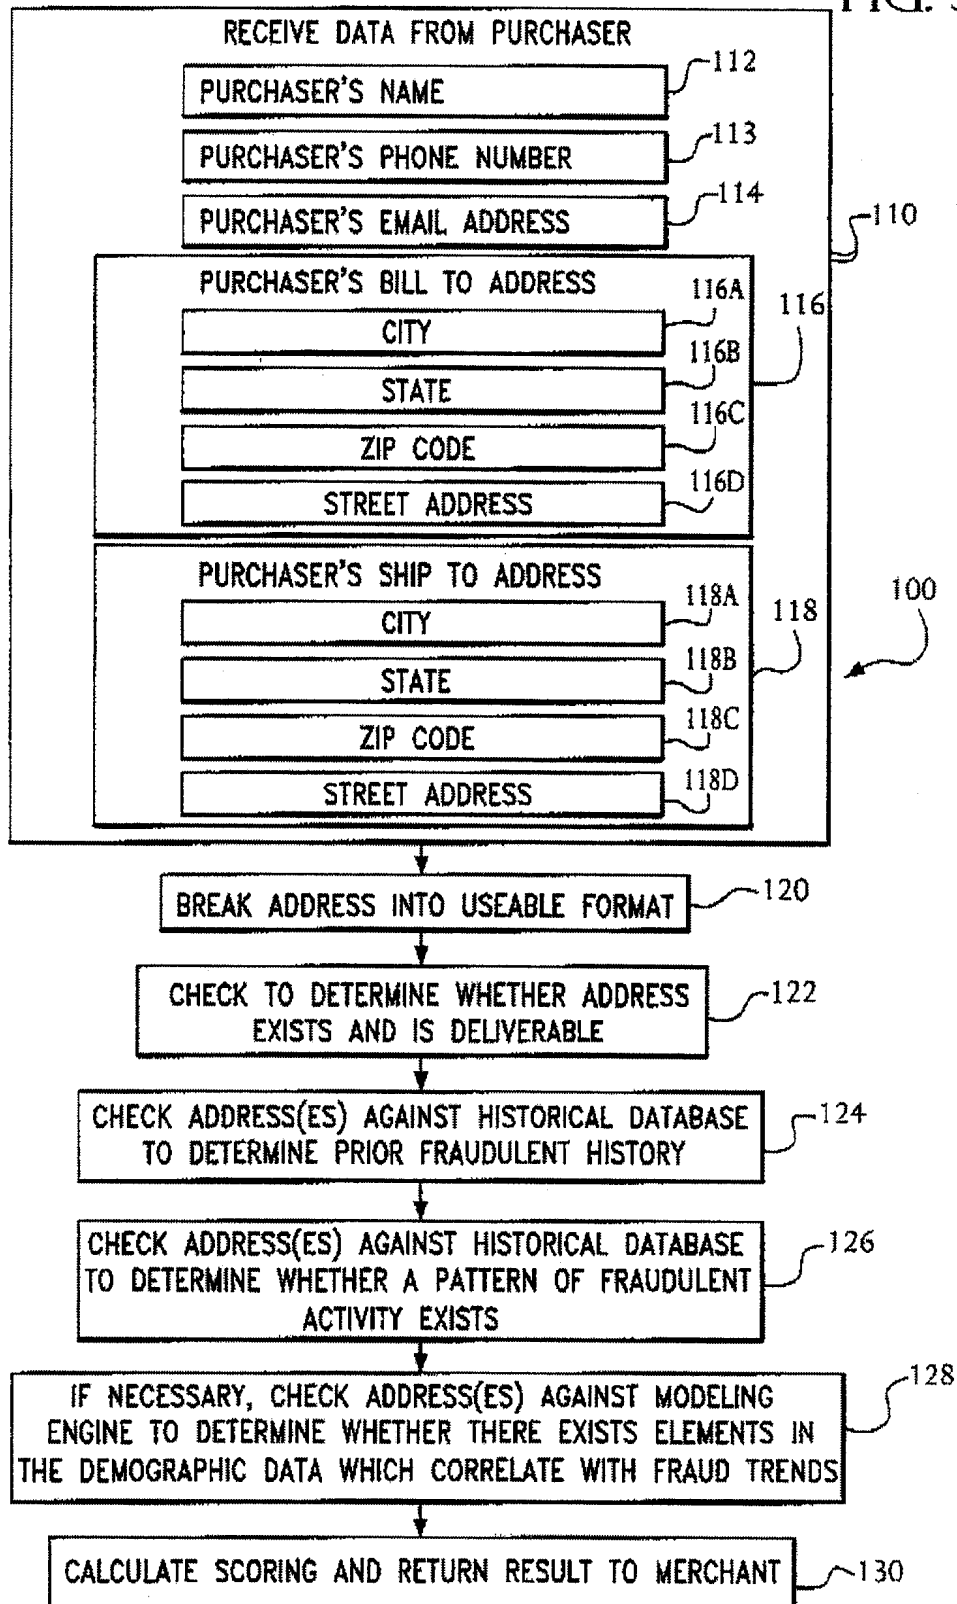 FIG.
RECEIVE DATA FROM PURCHASER
112
PURCHASER'S NAME
113
PURCHASER'S PHONE NUMBER
114
PURCHASER'S EMAIL ADDRESS
110
PURCHASER'S BILL TO ADDRESS
116A
116
CITY
116B
STATE
116C
ZIP CODE
116D
STREET ADDRESS
PURCHASER'S SHIP TO ADDRESS
118A
118
100
CITY
118B
STATE
118C
ZIP CODE
118D
STREET ADDRESS
BREAK ADDRESS INTO USEABLE FORMAT
120
CHECK TO DETERMINE WHETHER ADDRESS
EXISTS AND IS DELIVERABLE
122
CHECK ADDRESS(ES) AGAINST HISTORICAL DATABASE
TO DETERMINE PRIOR FRAUDULENT HISTORY
124
CHECK ADDRESS(ES) AGAINST HISTORICAL DATABASE
TO DETERMINE WHETHER A PATTERN OF FRAUDULENT
ACTIVITY EXISTS
126
IF NECESSARY, CHECK ADDRESS(ES) AGAINST MODELING
ENGINE TO DETERMINE WHETHER THERE EXISTS ELEMENTS IN
THE DEMOGRAPHIC DATA WHICH CORRELATE WITH FRAUD TRENDS
128
CALCULATE SCORING AND RETURN RESULT TO MERCHANT
130